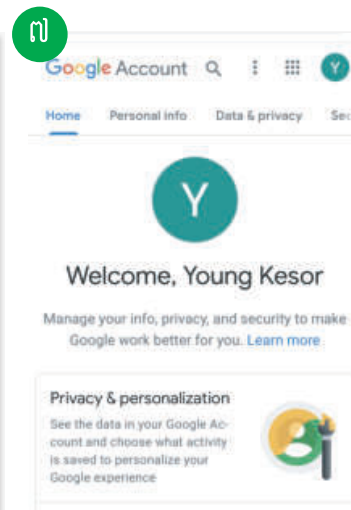 ៧
Google Account
Y
Home Personal info Data & privacy Sec
Y
Welcome, Young Kesor
Manage your info, privacy, and security to make
Google work better for you. Learn more
Privacy & personalization
See the data in your Google Ac-
count and choose what activity
is saved to personalize your
Google experience